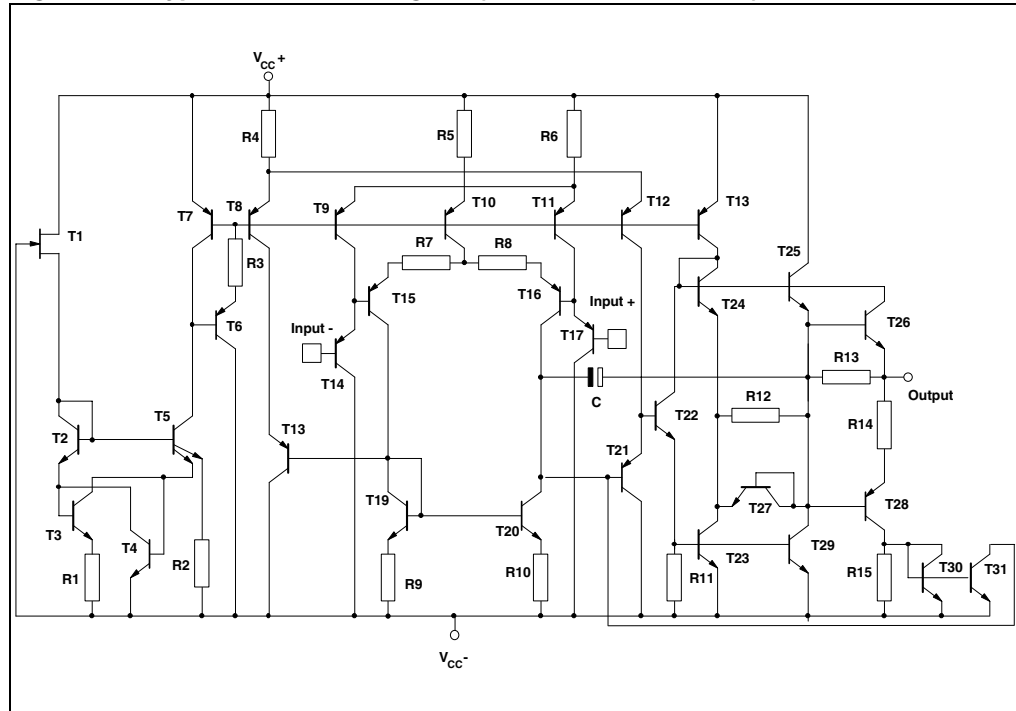 V CC +
R4
R5
R6
T7
T8
T9
T10
T11
T12
T13
T1
R3
R7
R8
T25
T15
T16
T24
T6
Input +
T26
Input -
T17
R13
T14
Output
C
T22
R12
T5
R14
T2
T13
T21
T19
T27
T28
T3
T20
T4
R2
T23
T29
T30
T31
R1
R9
R10
R11
R15
V CC -